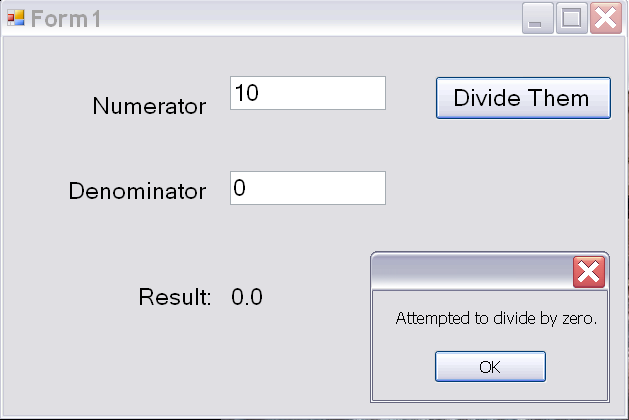 Form1
Numerator
10
Divide Them
Denominator
0
Result:
0.0
Attempted to divide by zero.
OK